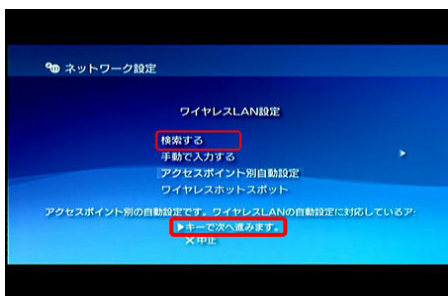 ネットワーク設定
ワイヤレスLAN設定
検索する
手動で入力する
アクセスポイント別自動設定
ワイヤレスホットスポット
アクセスポイント別の自動設定です。ワイヤレスLANの自動設定に対応しているア
▶キーで次へ進みます。
✕中止